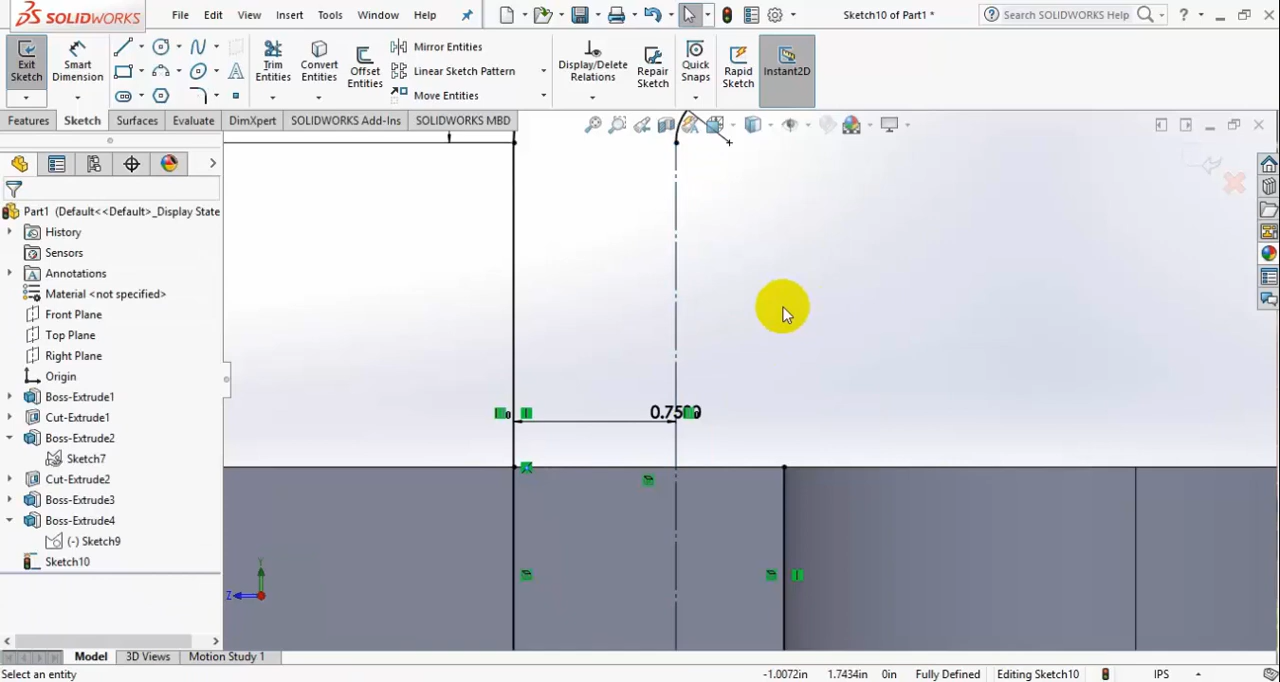 SOLIDWORKS File Edit View Insert Tools Window Help Sketch10 of Part1 * Search SOLIDWORKS Help ?
Exit Sketch Smart Dimension Trim Entities Convert Entities Offset Entities Mirror Entities Linear Sketch Pattern Move Entities Display/Delete Relations Repair Sketch Quick Snaps Rapid Sketch Instant2D
Features Sketch Surfaces Evaluate DimXpert SOLIDWORKS Add-Ins SOLIDWORKS MBD
Part1 (Default<<Default>_Display State
History
Sensors
Annotations
Material <not specified>
Front Plane
Top Plane
Right Plane
Origin
Boss-Extrude1
Cut-Extrude1
Boss-Extrude2
Sketch7
Cut-Extrude2
Boss-Extrude3
Boss-Extrude4
(-) Sketch9
Sketch10
Y
Z
Model 3D Views Motion Study 1
Select an entity -1.0072in 1.7434in 0in Fully Defined Editing Sketch10 IPS